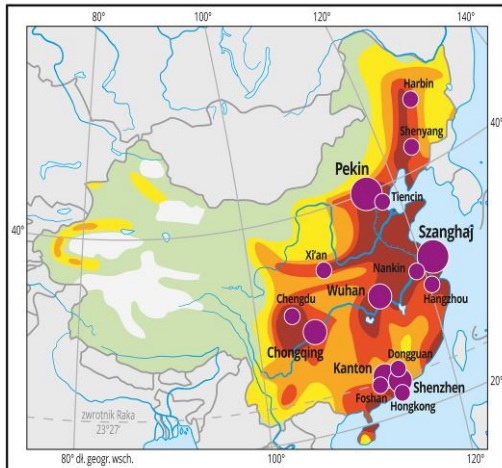 80°
100°
120°
140°
Harbin
40°
Shenyang
Pekin
Tiencin
Szanghaj
40°
Xi'an
Nankin
Wuhan
Hangzhou
Chengdu
Chongqing
Dongguan
Kanton
Shenzhen
Foshan
Hongkong
20°
zwrotnik Raka
23°27'
80° dł. geogr. wsch.
100°
120°